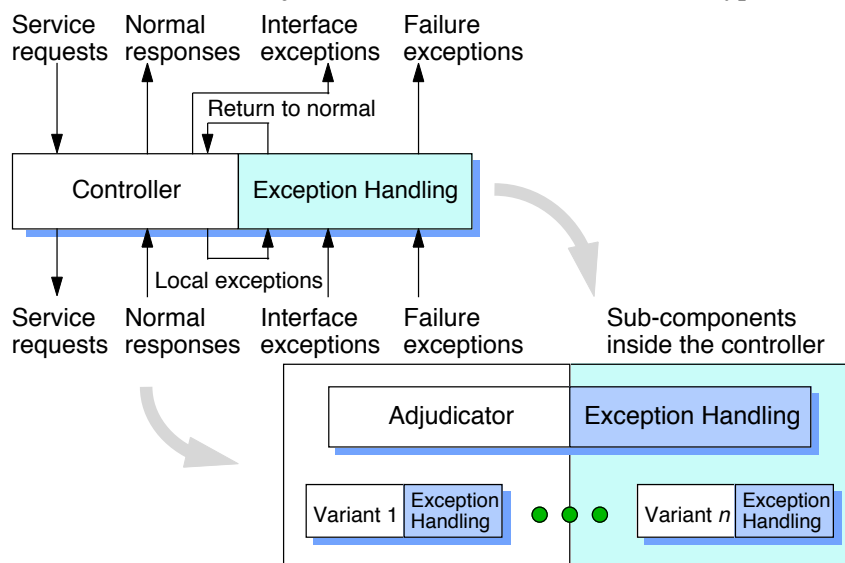 Service
requests
Normal
responses
Interface
exceptions
Failure
exceptions
Return to normal
Controller
Exception Handling
Local exceptions
Service
requests
Normal
responses
Interface
exceptions
Failure
exceptions
Sub-components
inside the controller
Adjudicator
Exception Handling
Variant 1
Exception
Handling
Variant n
Exception
Handling